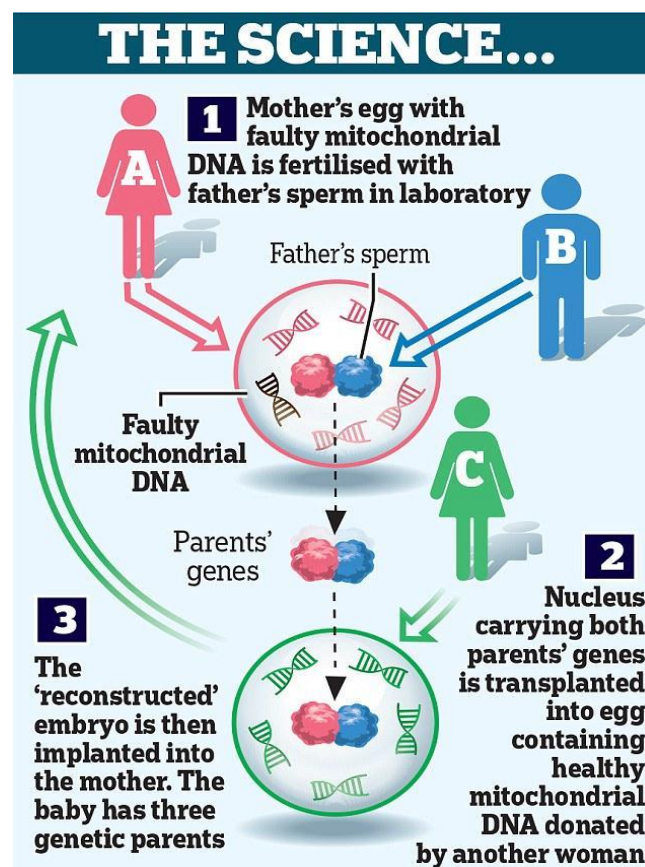 THE SCIENCE...
1 Mother's egg with
faulty mitochondrial
DNA is fertilised with
father's sperm in laboratory
A
B
Father's sperm
Faulty
mitochondrial
DNA
C
Parents'
genes
2
Nucleus
carrying both
parents' genes
is transplanted
into egg
containing
healthy
mitochondrial
DNA donated
by another woman
3
The
'reconstructed'
embryo is then
implanted into
the mother. The
baby has three
genetic parents